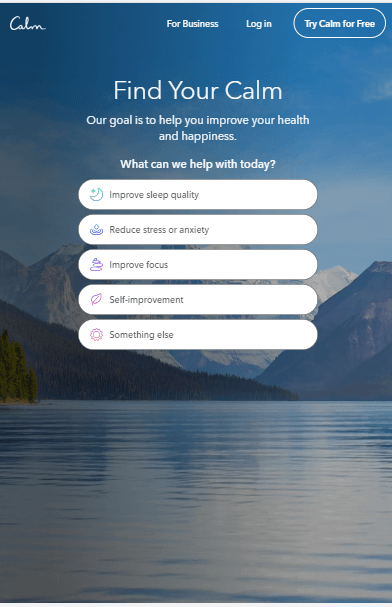 Calm
For Business
Log in
Try Calm for Free
Find Your Calm
Our goal is to help you improve your health
and happiness.
What can we help with today?
Improve sleep quality
Reduce stress or anxiety
Improve focus
Self-improvement
Something else